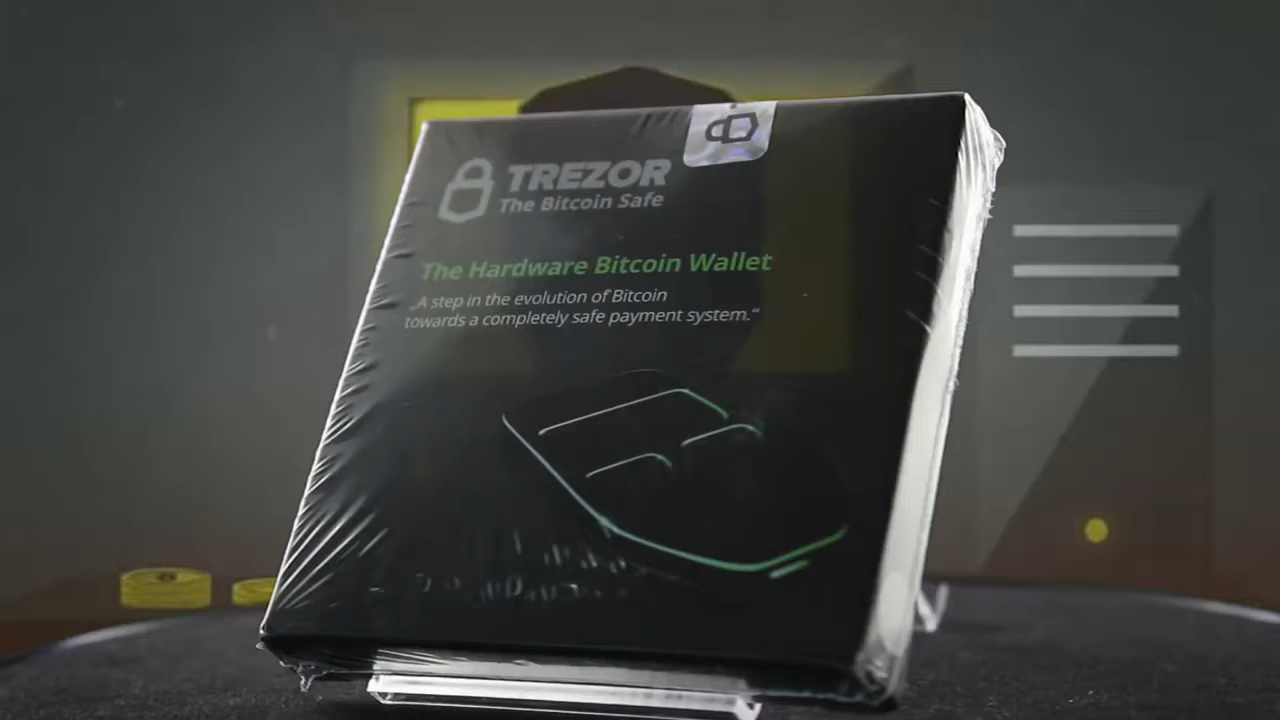 TREZOR
The Bitcoin Safe
The Hardware Bitcoin Wallet
„A step in the evolution of Bitcoin
towards a completely safe payment system.“